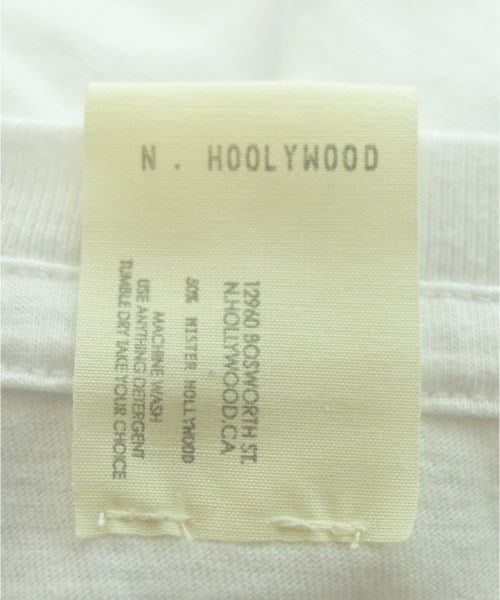 N. HOOLYWOOD
12960 BOSWORTH ST.
N.HOLLYWOOD,CA
50% MISTER HOLLYWOOD
MACHINE WASH
USE ANYTHING DETERGENT
TUMBLE DRY TAKE YOUR CHOICE